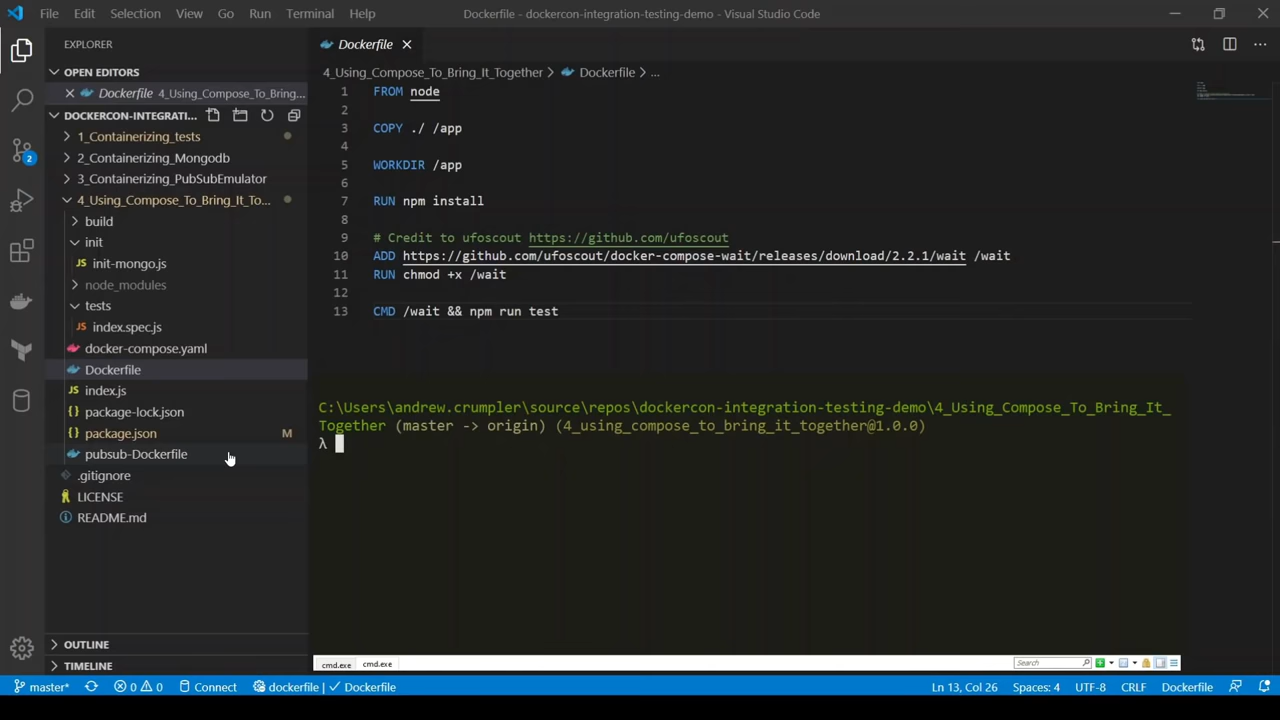 File Edit Selection View Go Run Terminal Help
Dockerfile - dockercon-integration-testing-demo - Visual Studio Code
EXPLORER
OPEN EDITORS
Dockerfile 4_Using_Compose_To_Bring...
DOCKERCON-INTEGRATI...
1_Containerizing_tests
2_Containerizing_Mongodb
3_Containerizing_PubSubEmulator
4_Using_Compose_To_Bring_It_To...
build
init
JS init-mongo.js
node_modules
tests
JS index.spec.js
docker-compose.yaml
Dockerfile
JS index.js
{} package-lock.json
{} package.json M
pubsub-Dockerfile
.gitignore
LICENSE
README.md
OUTLINE
TIMELINE
2
Dockerfile
4_Using_Compose_To_Bring_It_Together > Dockerfile > ...
1 FROM node
2
3 COPY ./ /app
4
5 WORKDIR /app
6
7 RUN npm install
8
9 # Credit to ufoscout https://github.com/ufoscout
10 ADD https://github.com/ufoscout/docker-compose-wait/releases/download/2.2.1/wait /wait
11 RUN chmod +x /wait
12
13 CMD /wait && npm run test
C:\Users\andrew.crumpler\source\repos\dockercon-integration-testing-demo\4_Using_Compose_To_Bring_It_
Together (master -> origin) (4_using_compose_to_bring_it_together@1.0.0)
λ
cmd.exe cmd.exe Search
master* 0 0 Connect dockerfile | Dockerfile Ln 13, Col 26 Spaces: 4 UTF-8 CRLF Dockerfile